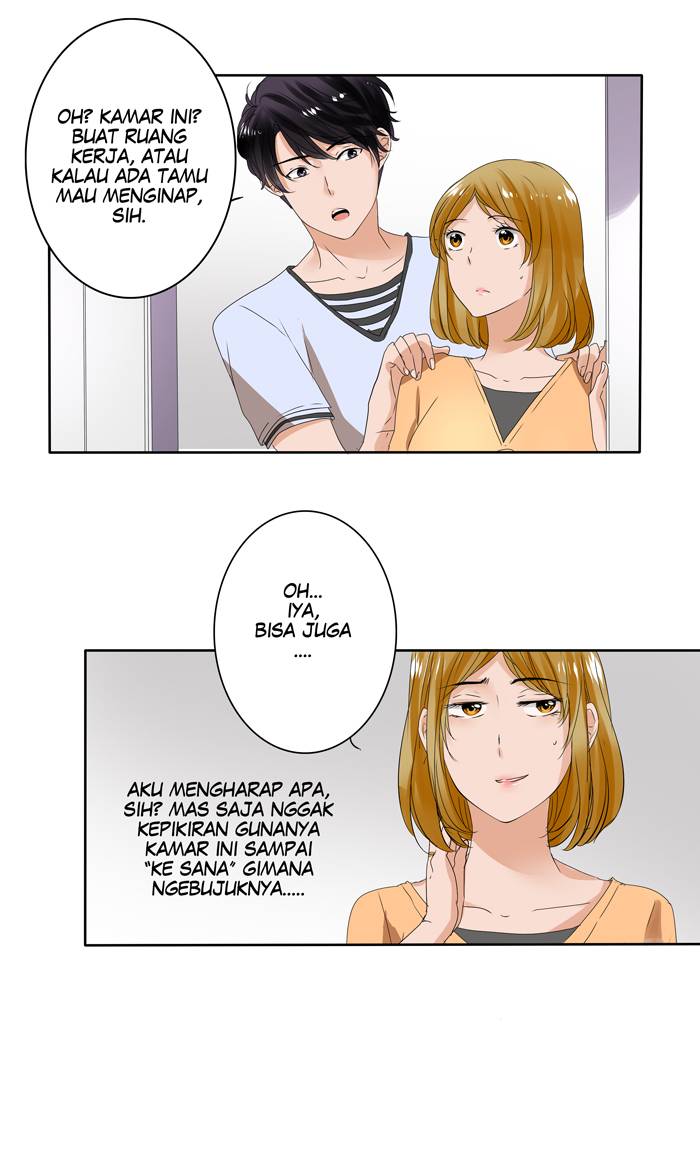 OH? KAMAR INI?
BUAT RUANG
KERJA, ATAU
KALAU ADA TAMU
MAU MENGINAP,
SIH.
OH...
IYA,
BISA JUGA
....
AKU MENGHARAP APA,
SIH? MAS SAJA NGGAK
KEPIKIRAN GUNANYA
KAMAR INI SAMPAI
“KE SANA” GIMANA
NGEBUJUKNYA.....